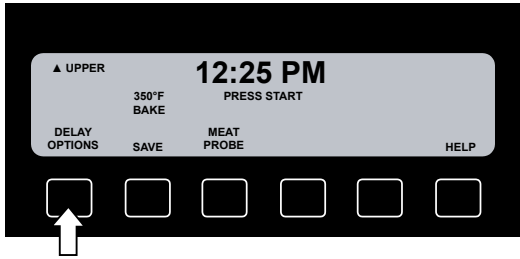 ▲ UPPER
12:25 PM
350°F
BAKE
PRESS START
DELAY
OPTIONS
SAVE
MEAT
PROBE
HELP